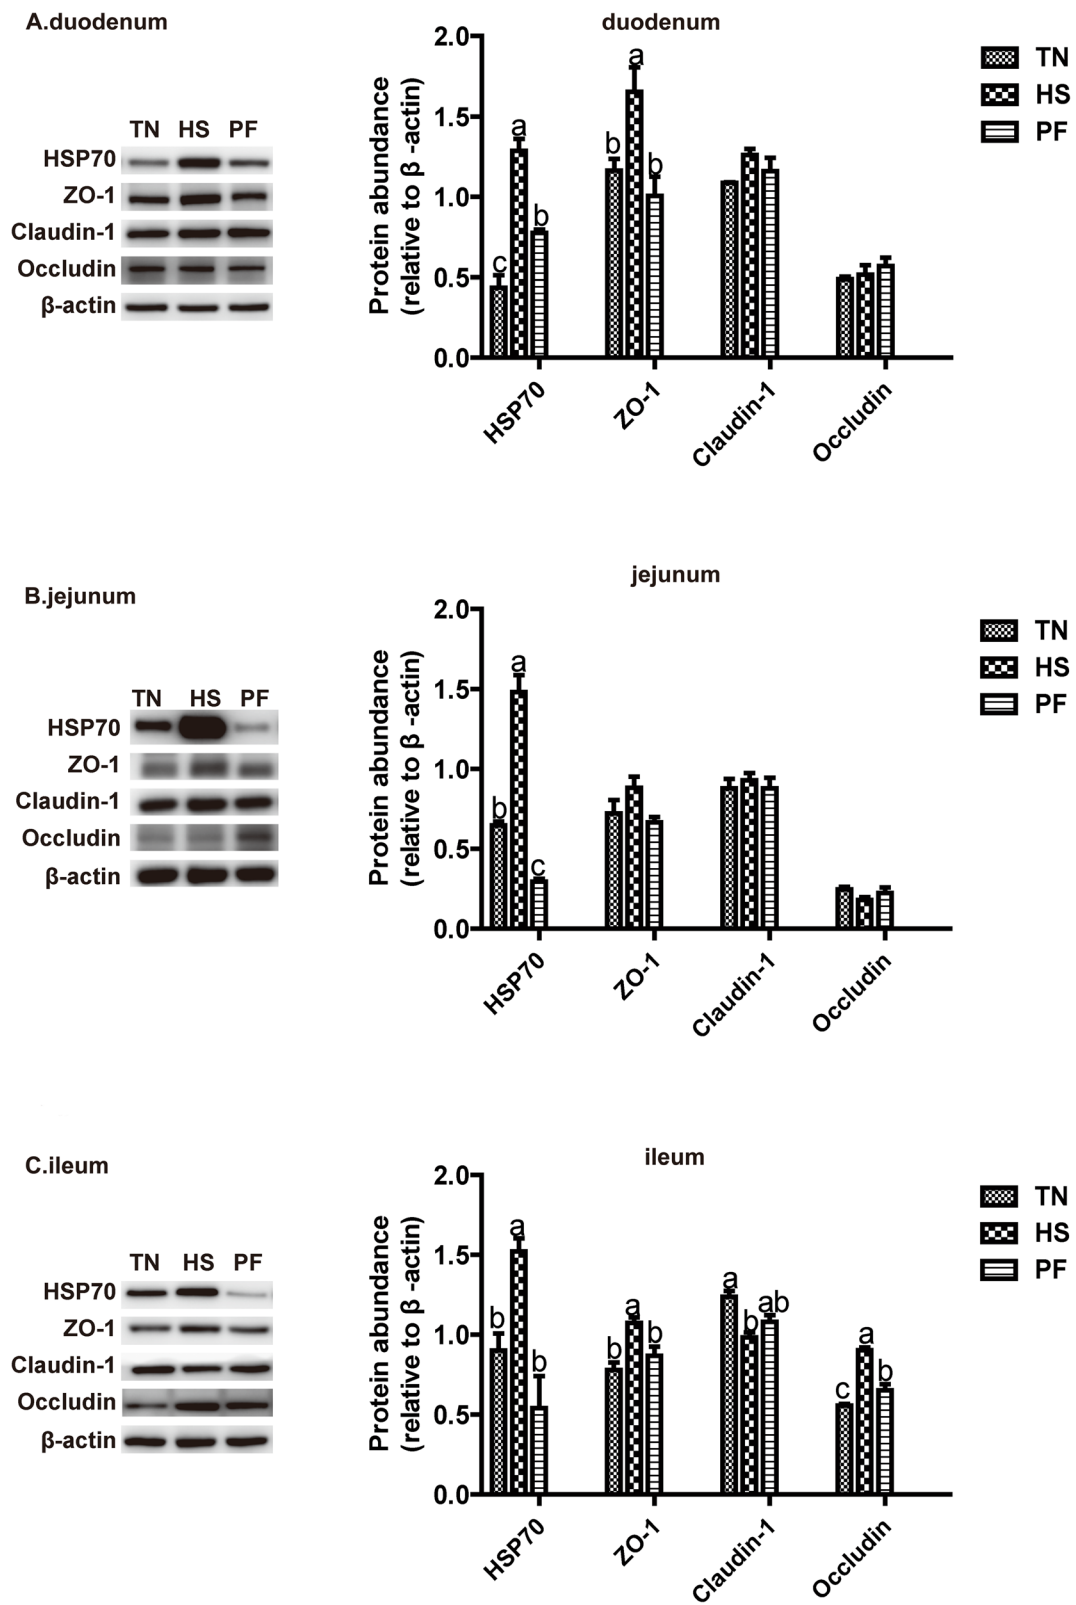 A.duodenum
TN HS PF
HSP70
ZO-1
Claudin-1
Occludin
β-actin
duodenum
Protein abundance
(relative to β -actin)
2.0
1.5
1.0
0.5
0.0
c a b
b a b
HSP70 ZO-1 Claudin-1 Occludin
TN
HS
PF
B.jejunum
TN HS PF
HSP70
ZO-1
Claudin-1
Occludin
β-actin
jejunum
Protein abundance
(relative to β -actin)
2.0
1.5
1.0
0.5
0.0
b a c
HSP70 ZO-1 Claudin-1 Occludin
TN
HS
PF
C.ileum
TN HS PF
HSP70
ZO-1
Claudin-1
Occludin
β-actin
ileum
Protein abundance
(relative to β -actin)
2.0
1.5
1.0
0.5
0.0
b a b
b a b
a b ab
c a b
HSP70 ZO-1 Claudin-1 Occludin
TN
HS
PF